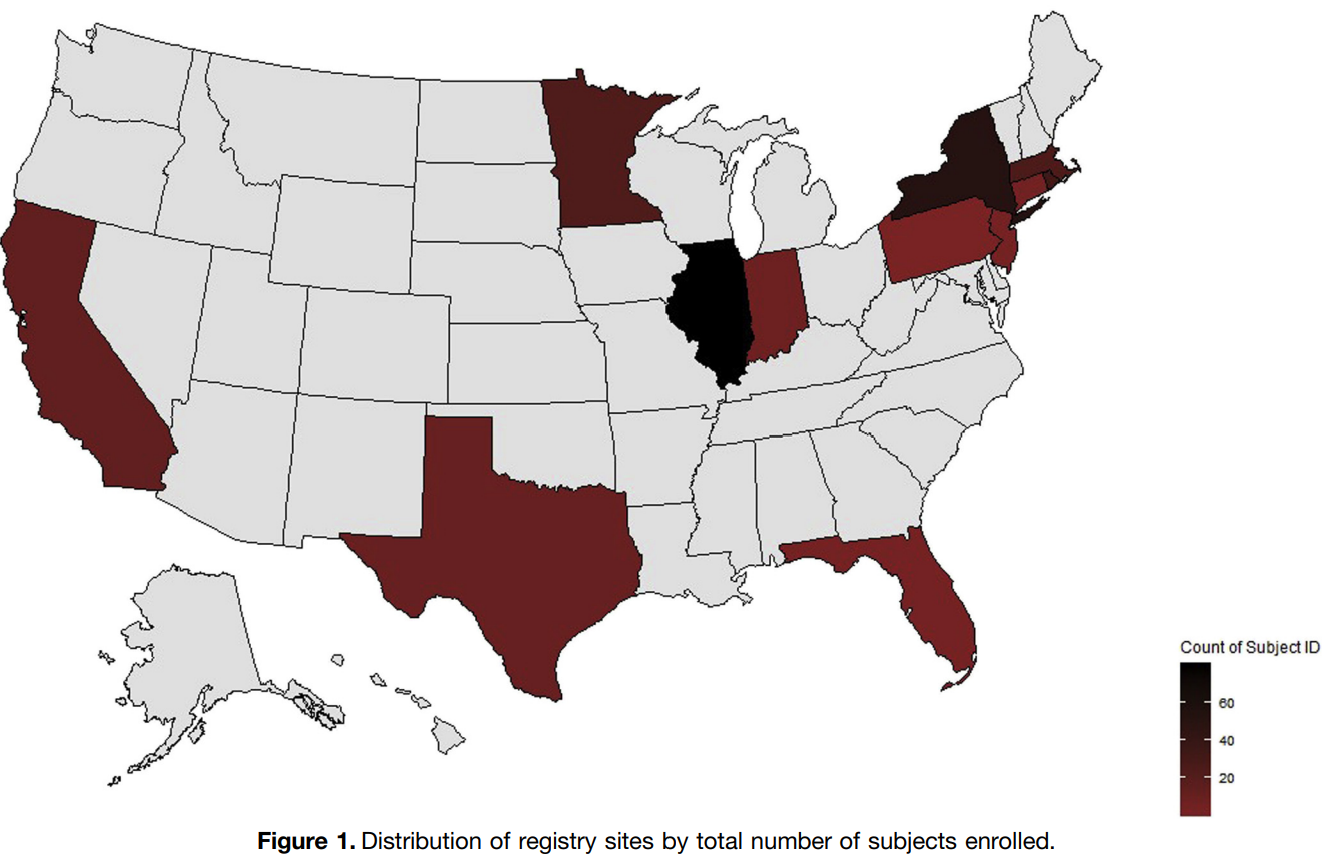 Count of Subject ID
60
40
20
Figure 1. Distribution of registry sites by total number of subjects enrolled.